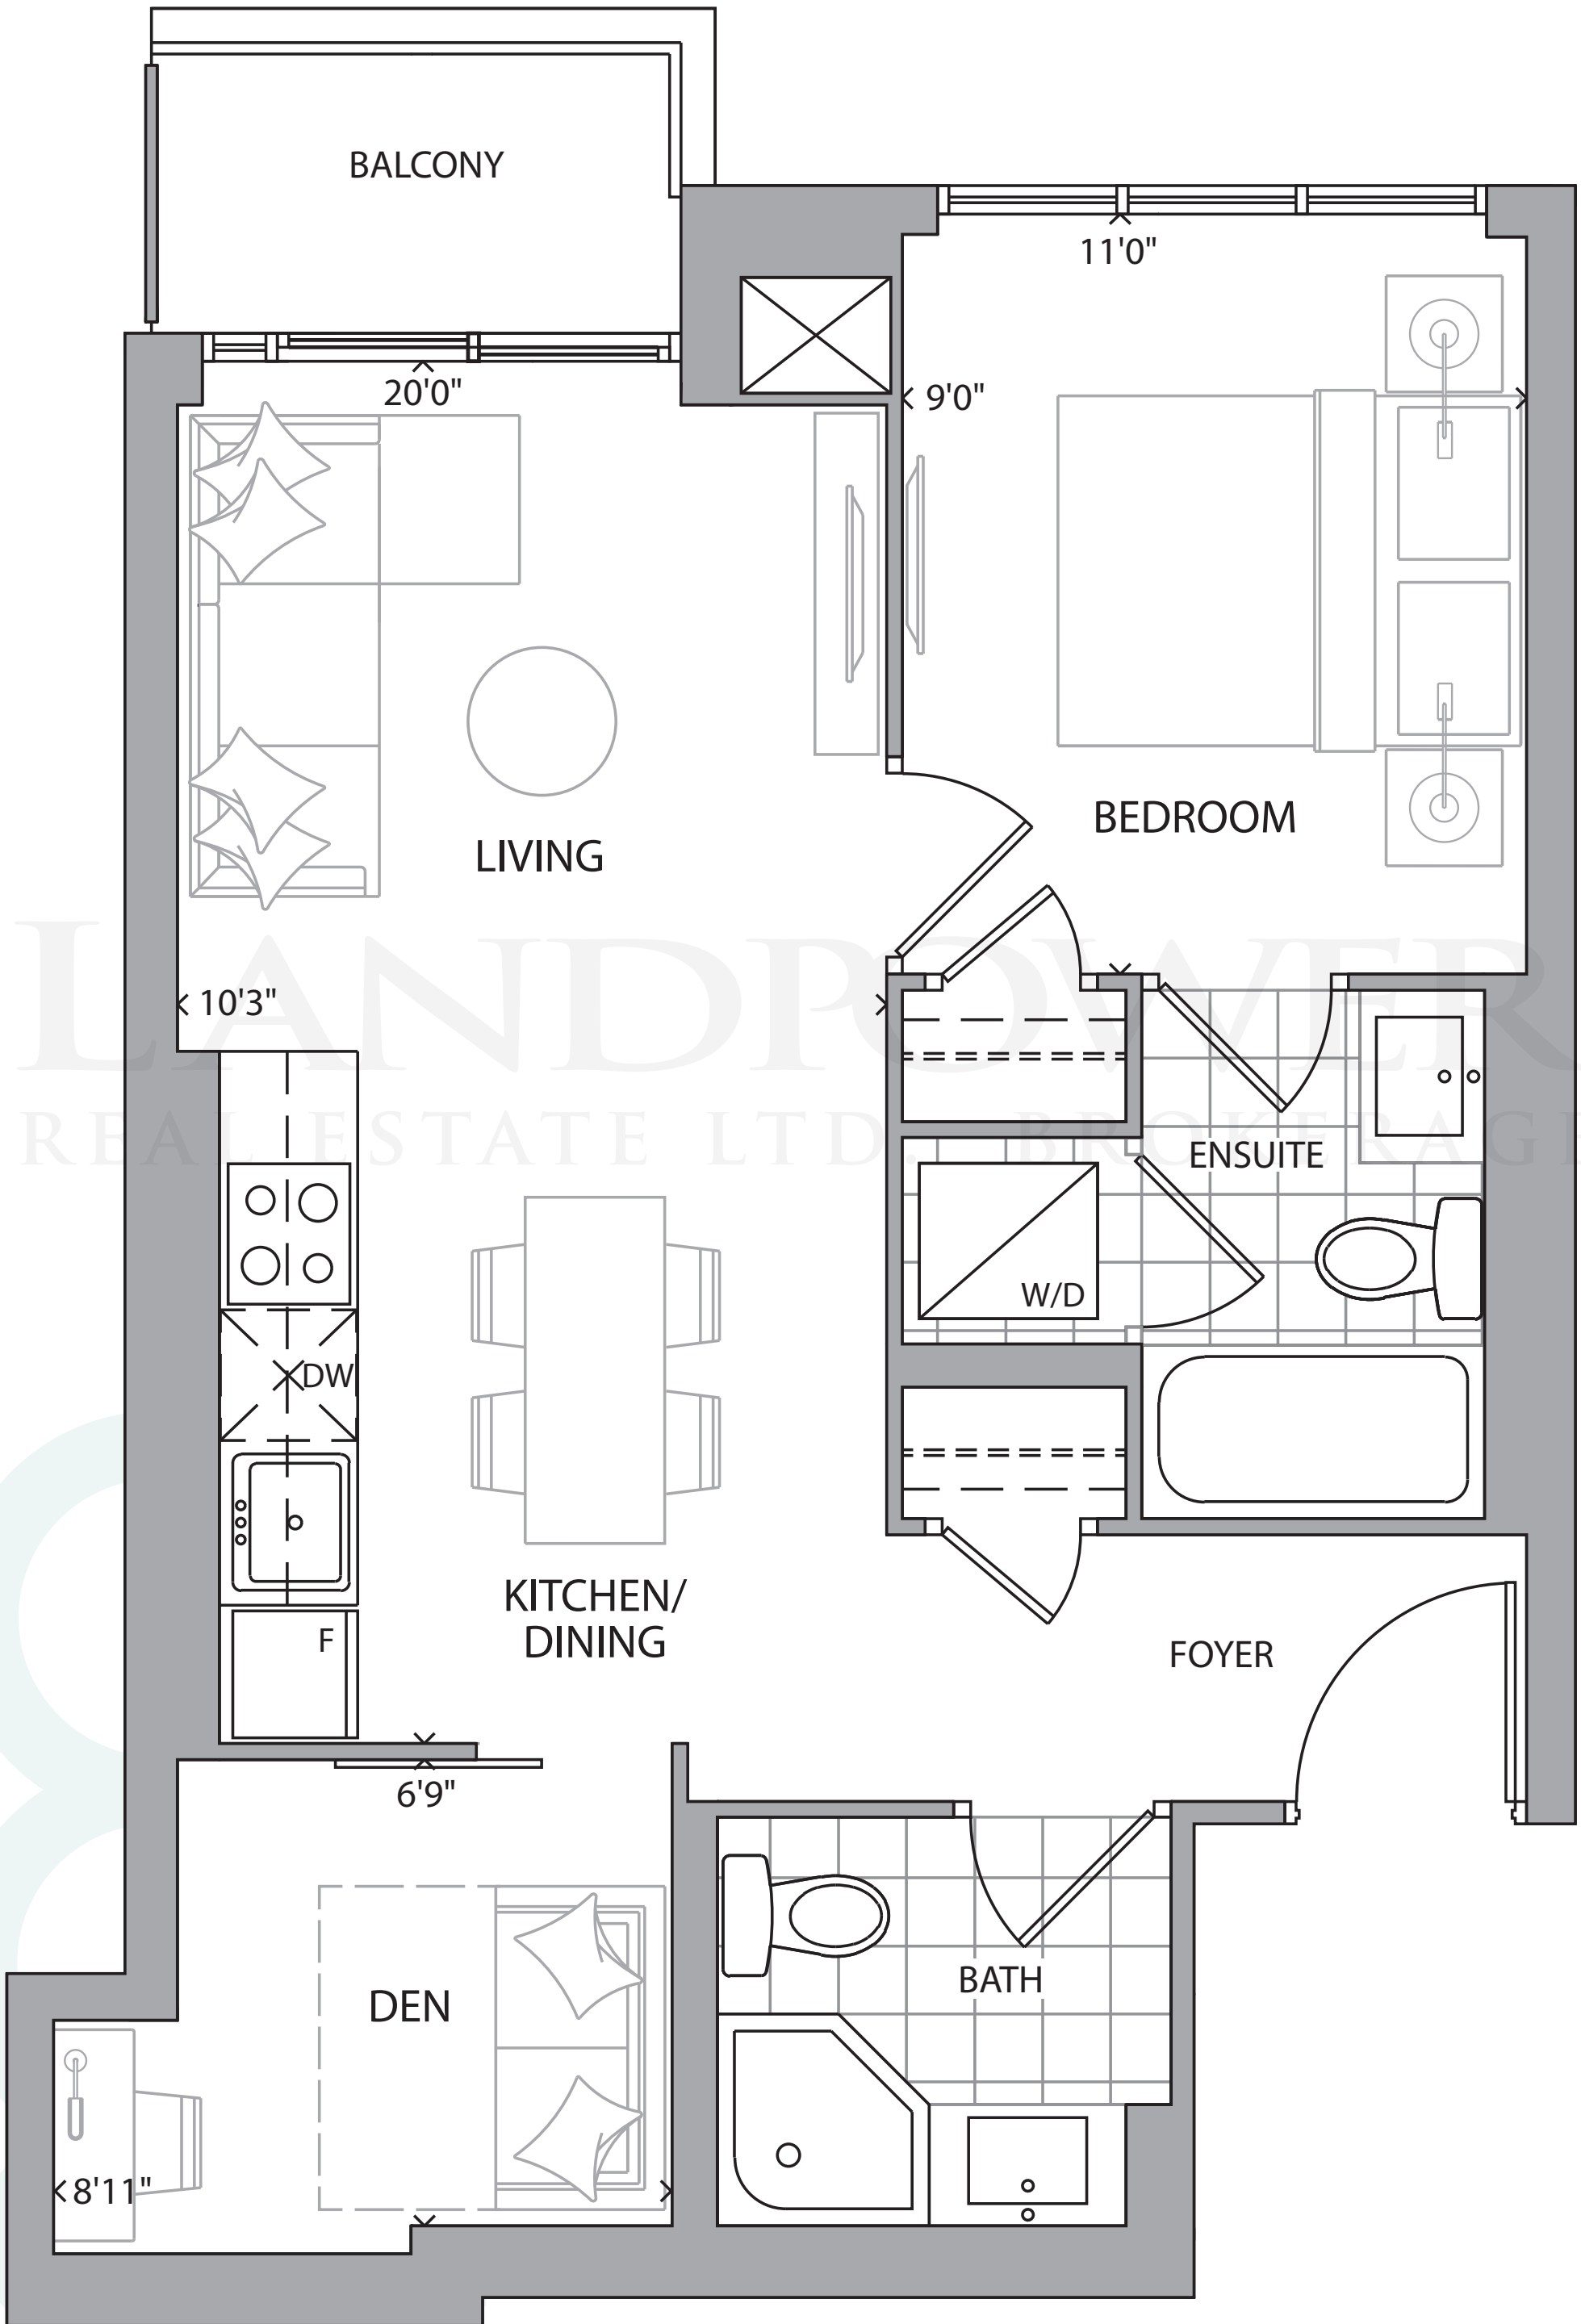 BALCONY
11'0"
20'0"
9'0"
BEDROOM
LIVING
LANDPOWER
10'3"
REAL ESTATE LTD. BROKERAGE
ENSUITE
W/D
DW
KITCHEN/
DINING
F
FOYER
6'9"
BATH
DEN
8'11"